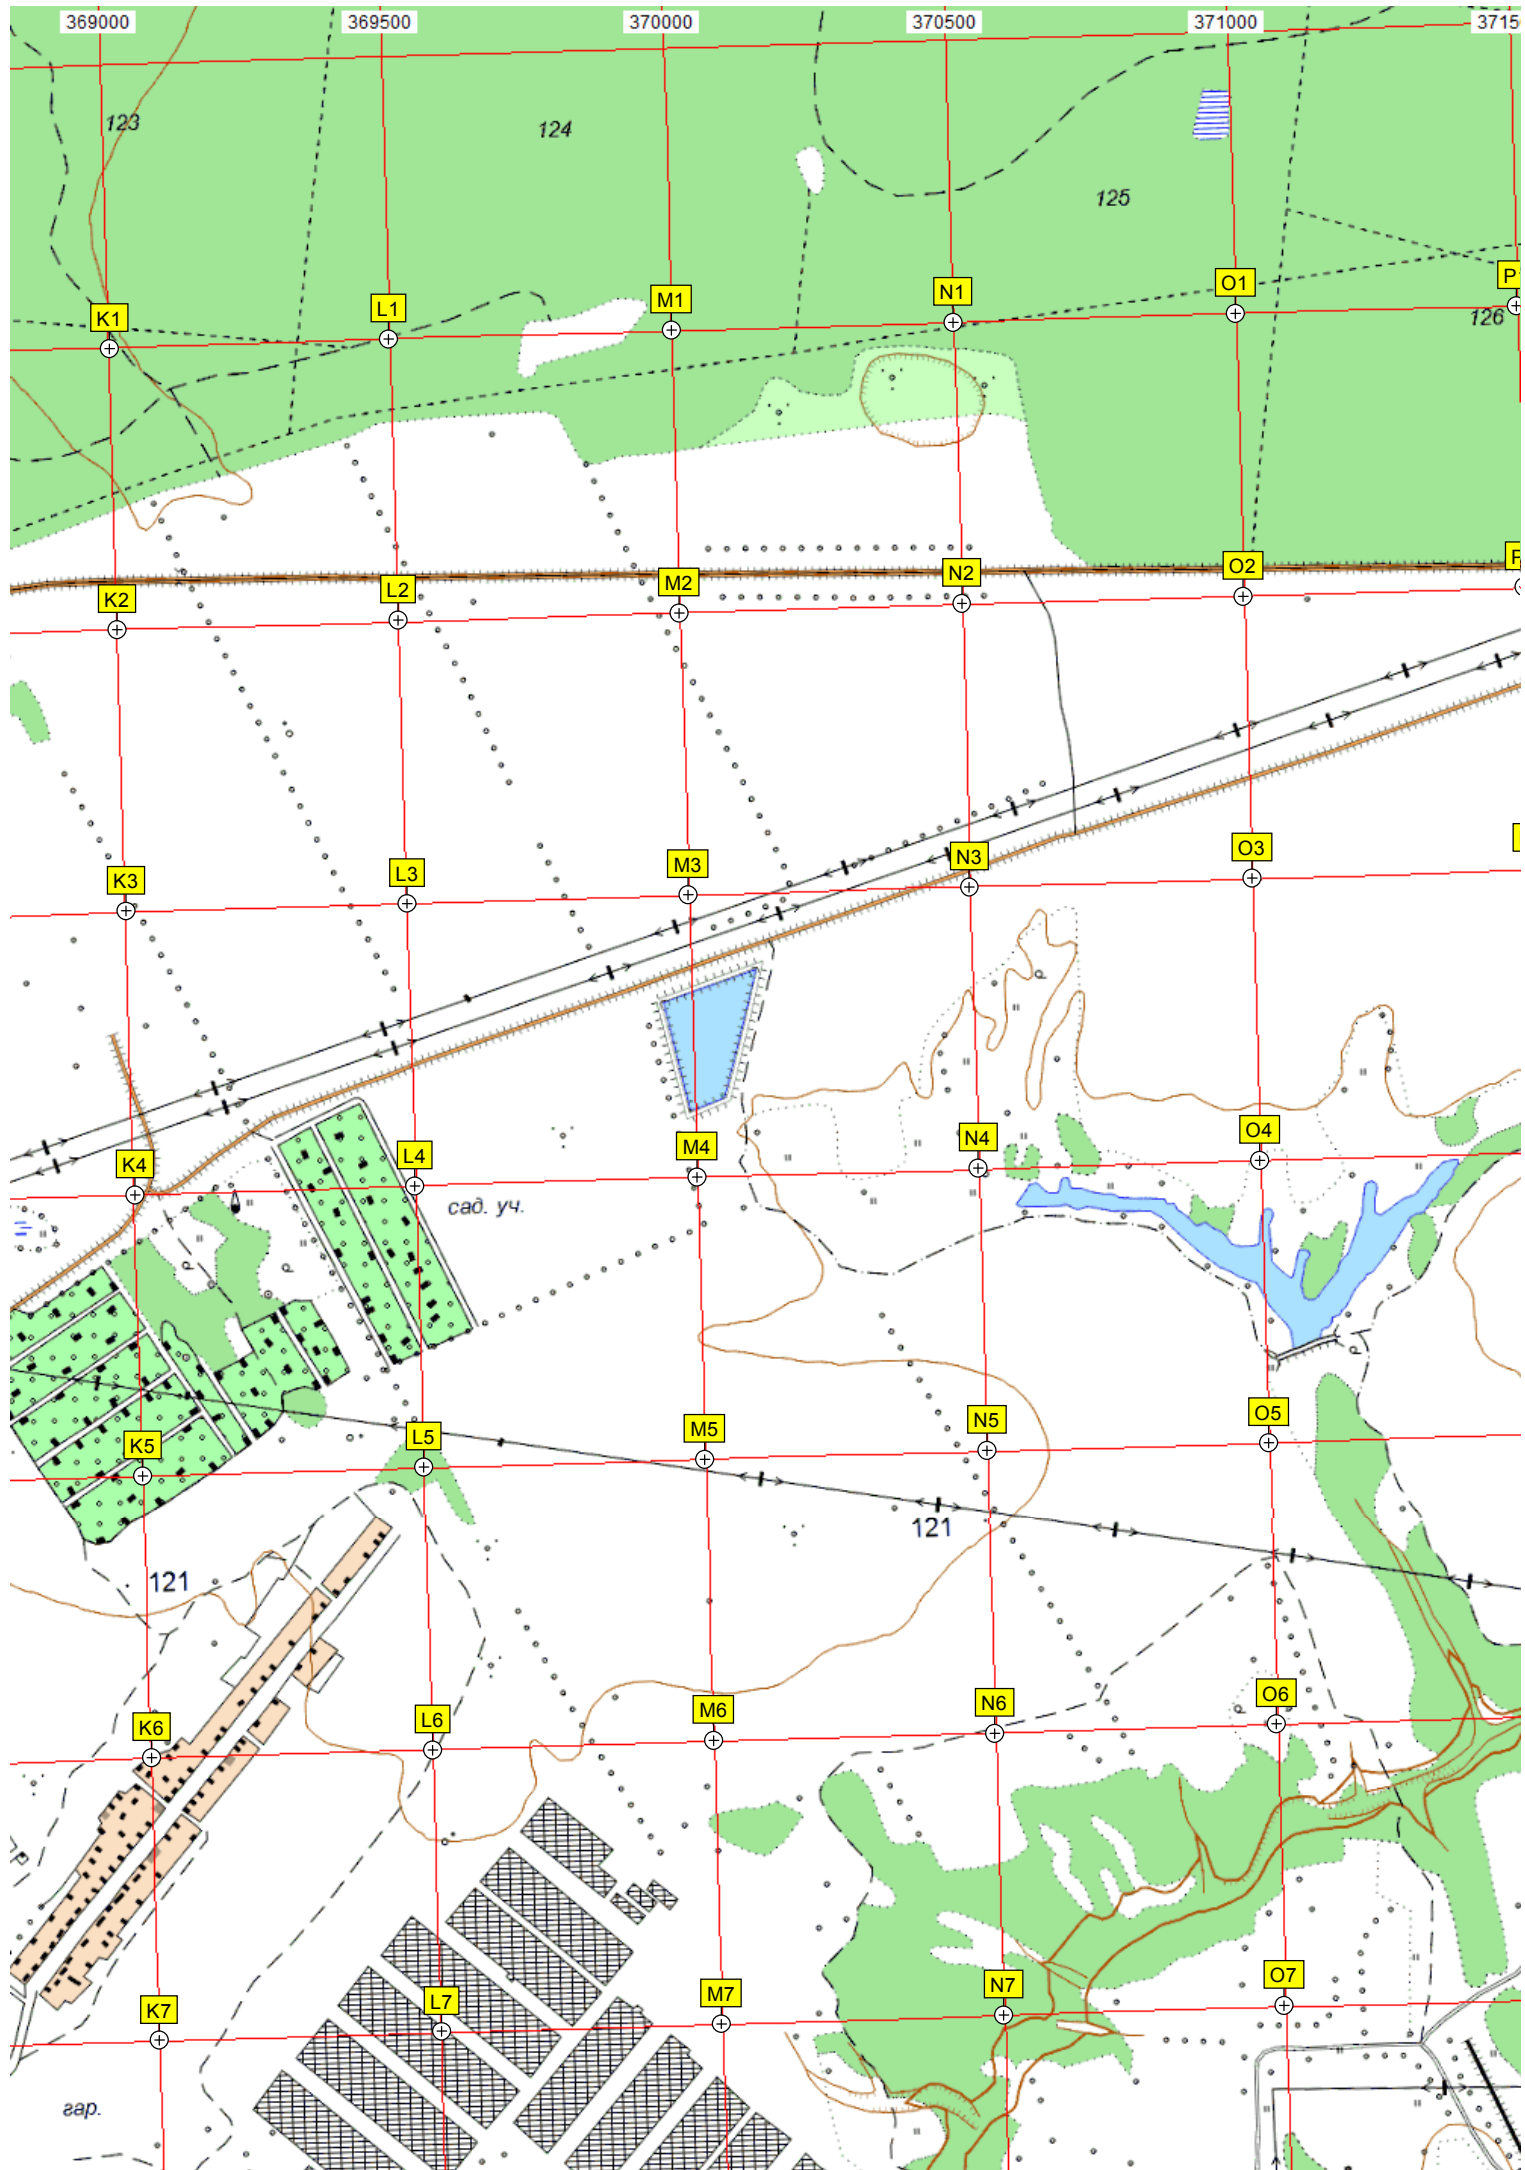 369000 369500 370000 370500 371000 3715
123
124
125
K1 L1 M1 N1 O1 P
126
K2 L2 M2 N2 O2
K3 L3 M3 N3 O3
K4 L4 M4 N4 O4
сад. уч.
K5 L5 M5 N5 O5
121
121
K6 L6 M6 N6 O6
K7 L7 M7 N7 O7
гар.